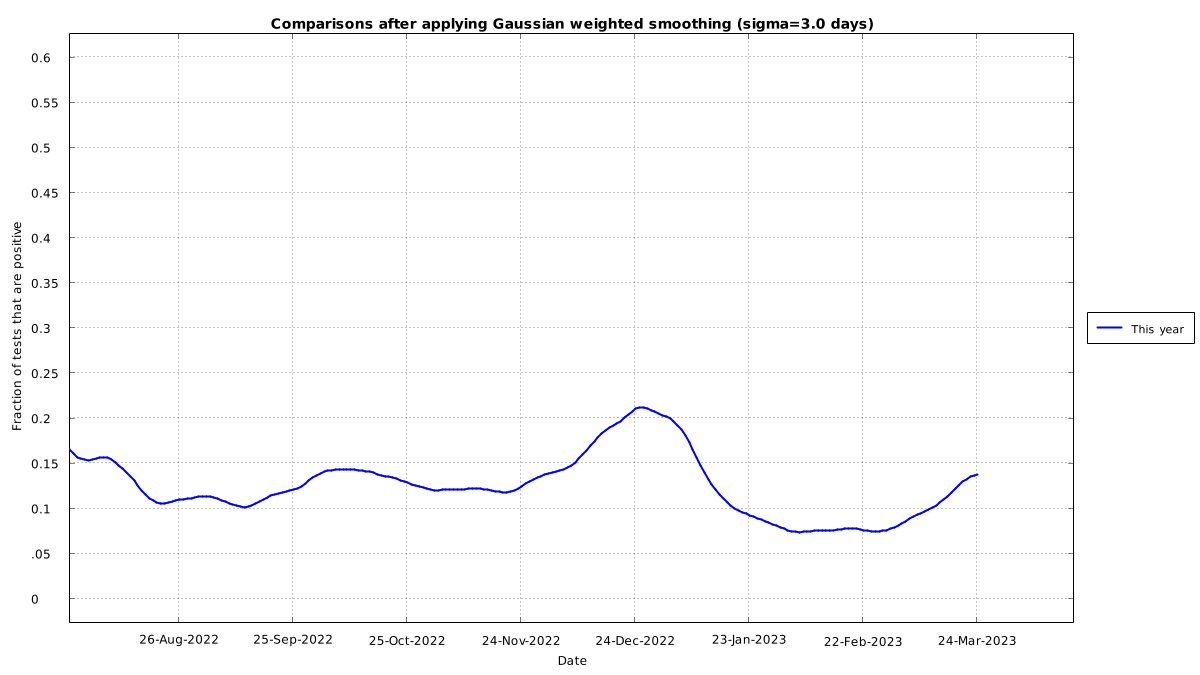 Comparisons after applying Gaussian weighted smoothing (sigma=3.0 days)
0.6
0.55
0.5
0.45
0.4
0.35
0.3
0.25
0.2
0.15
0.1
.05
0
Fraction of tests that are positive
This year
26-Aug-2022 25-Sep-2022 25-Oct-2022 24-Nov-2022 24-Dec-2022 23-Jan-2023 22-Feb-2023 24-Mar-2023
Date